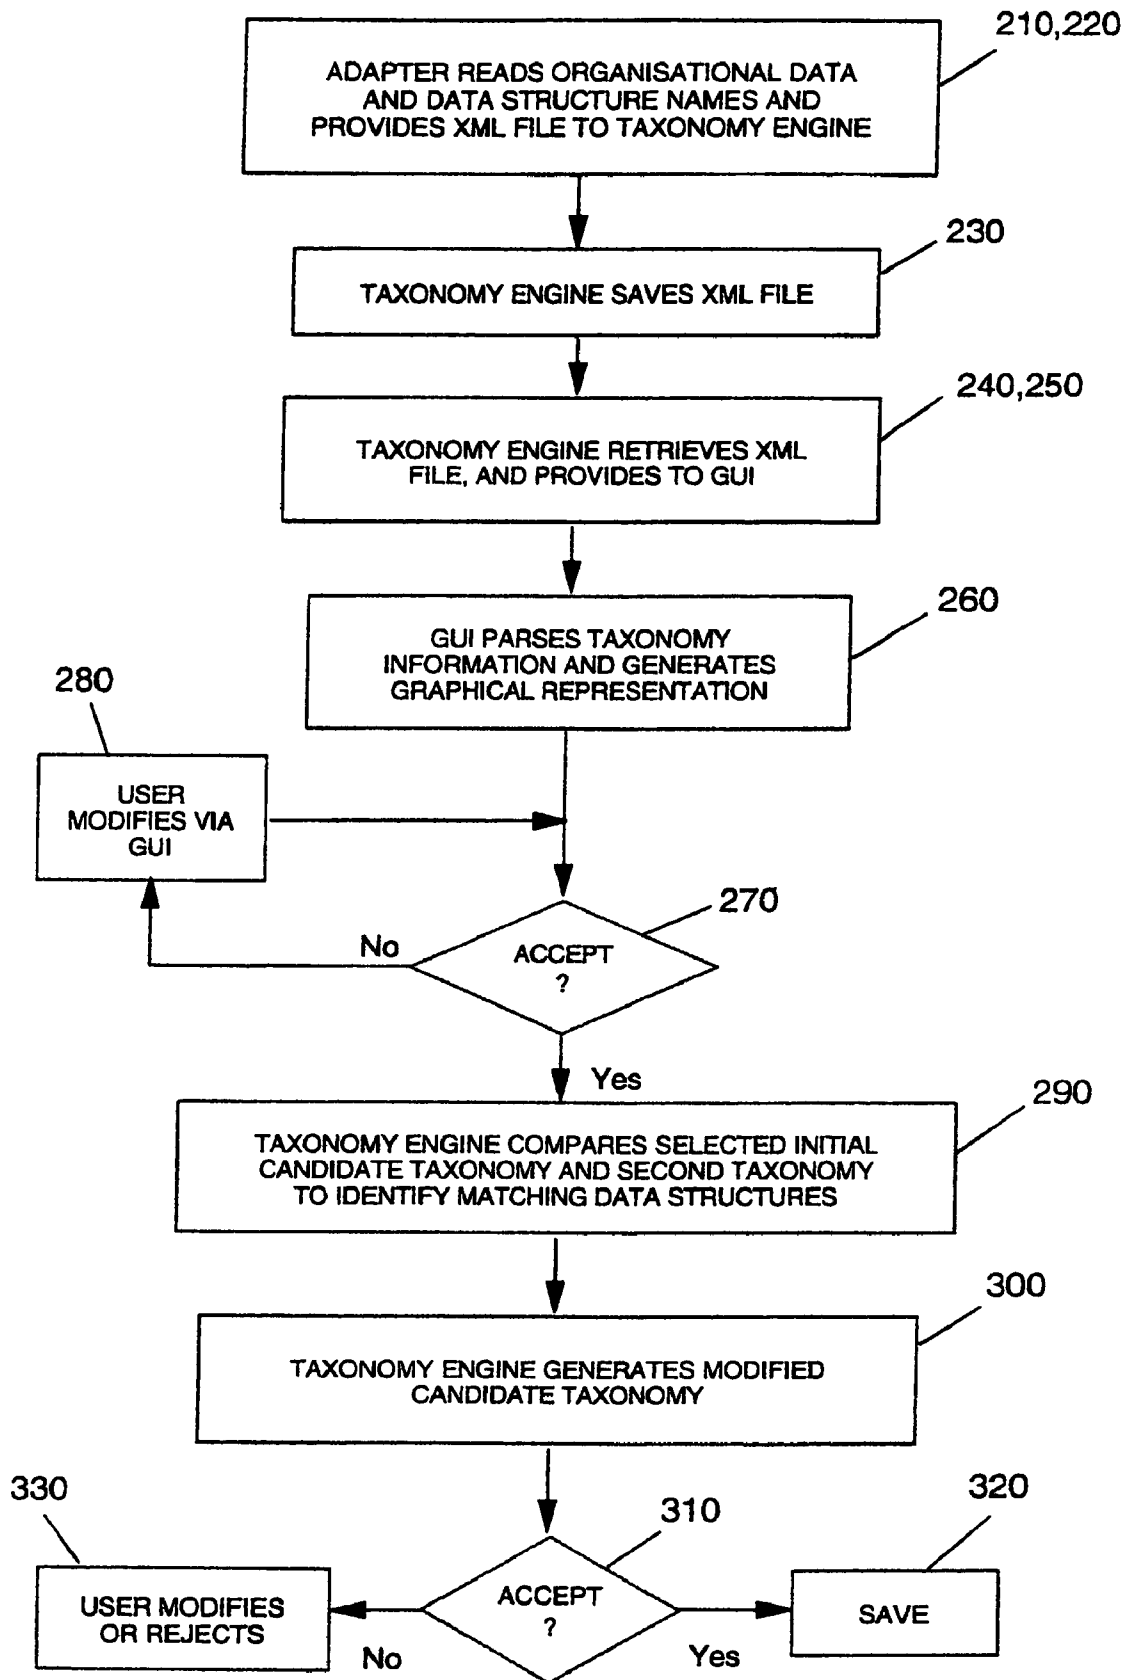 210,220
ADAPTER READS ORGANISATIONAL DATA
AND DATA STRUCTURE NAMES AND
PROVIDES XML FILE TO TAXONOMY ENGINE
230
TAXONOMY ENGINE SAVES XML FILE
240,250
TAXONOMY ENGINE RETRIEVES XML
FILE, AND PROVIDES TO GUI
260
GUI PARSES TAXONOMY
INFORMATION AND GENERATES
GRAPHICAL REPRESENTATION
280
USER
MODIFIES VIA
GUI
270
ACCEPT
?
No
Yes
290
TAXONOMY ENGINE COMPARES SELECTED INITIAL
CANDIDATE TAXONOMY AND SECOND TAXONOMY
TO IDENTIFY MATCHING DATA STRUCTURES
300
TAXONOMY ENGINE GENERATES MODIFIED
CANDIDATE TAXONOMY
330
310
320
USER MODIFIES
OR REJECTS
ACCEPT
?
SAVE
No
Yes